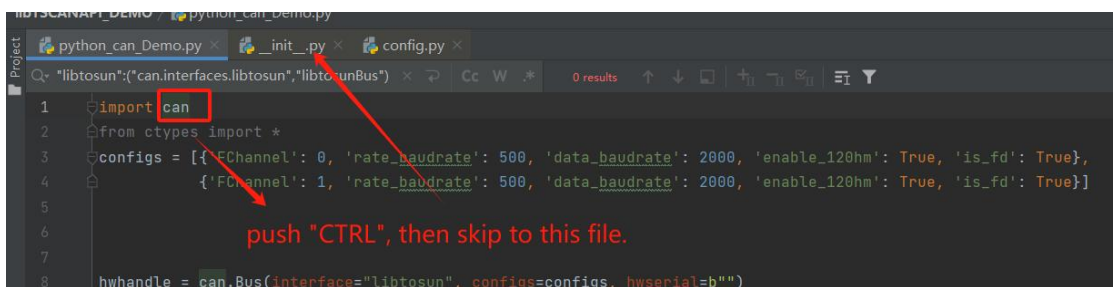 libTSCANAPI_DEMO / python_can_Demo.py
Project
python_can_Demo.py × __init__.py × config.py ×
"libtosun":("can.interfaces.libtosun","libtosunBus") × Cc W .* 0 results
1 import can
2 from ctypes import *
3 configs = [{'FChannel': 0, 'rate_baudrate': 500, 'data_baudrate': 2000, 'enable_120hm': True, 'is_fd': True},
4 {'FChannel': 1, 'rate_baudrate': 500, 'data_baudrate': 2000, 'enable_120hm': True, 'is_fd': True}]
5
6
push "CTRL", then skip to this file.
7
8 hwhandle = can.Bus(interface="libtosun", configs=configs, hwserial=b"")